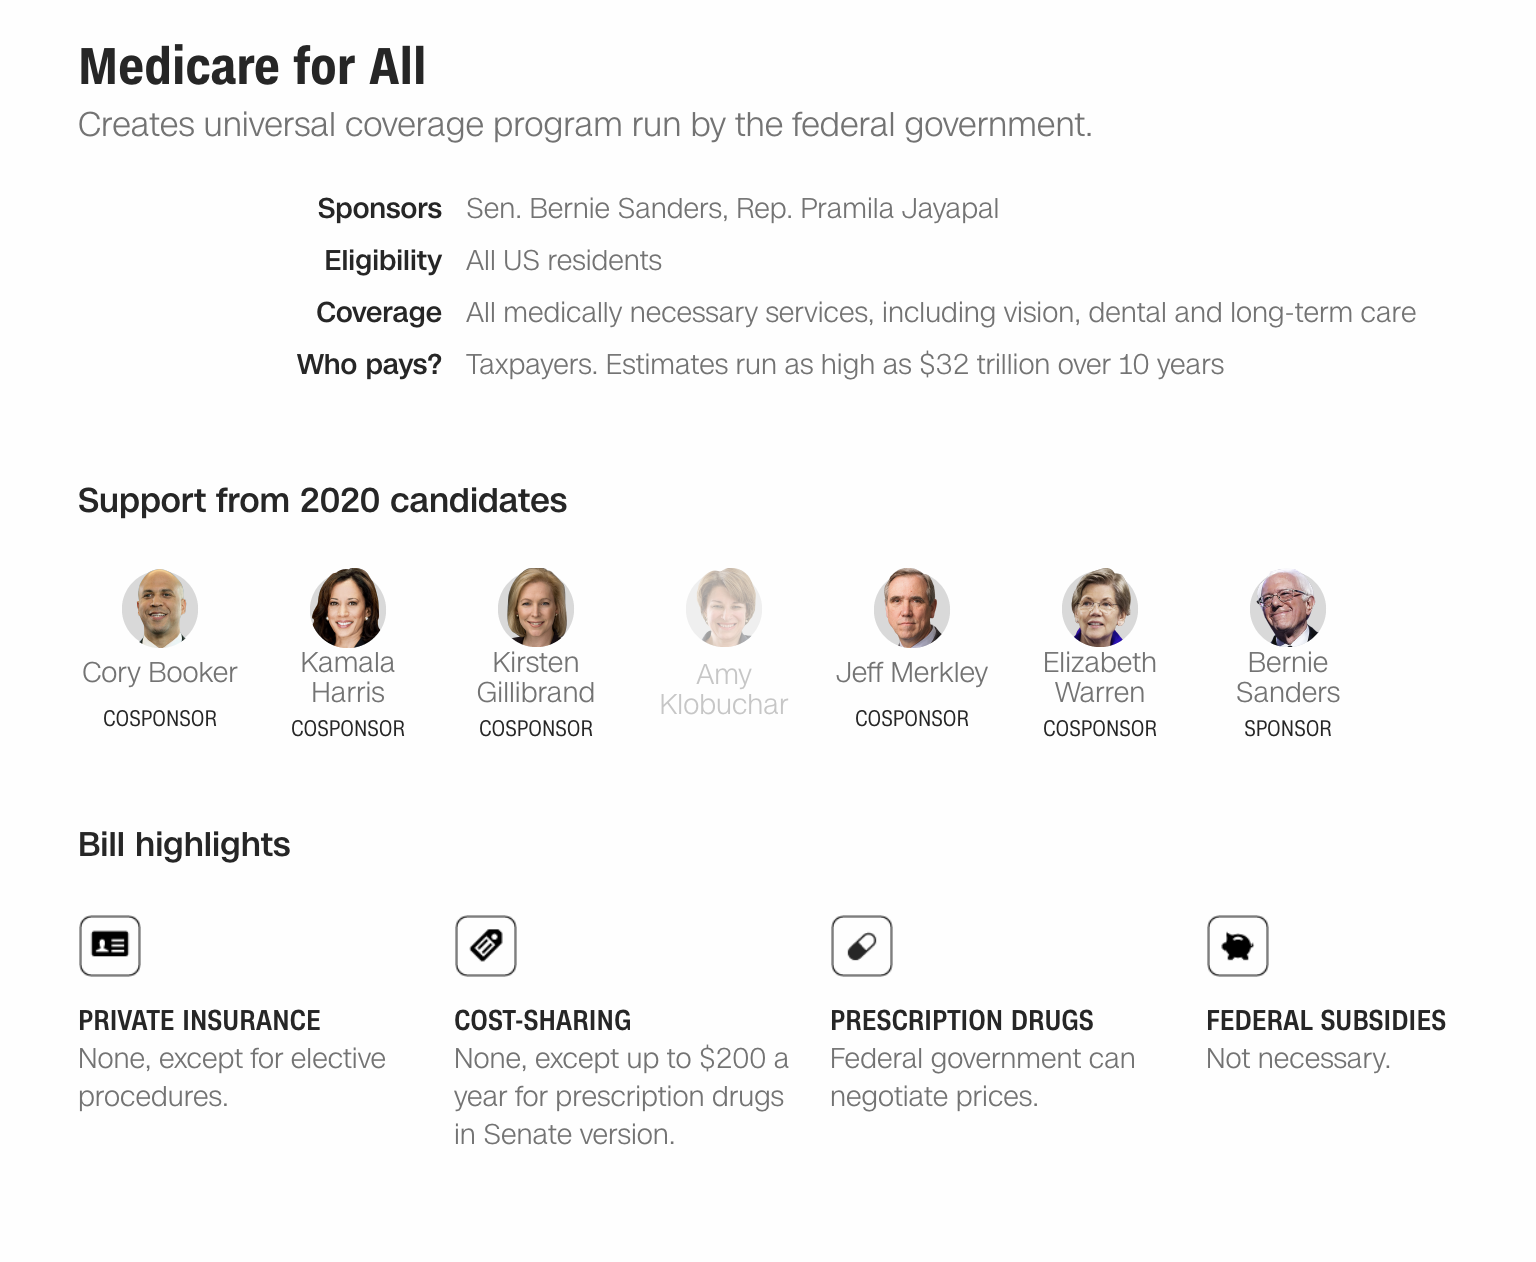 Medicare for All
Creates universal coverage program run by the federal government.
Sponsors Sen. Bernie Sanders, Rep. Pramila Jayapal
Eligibility All US residents
Coverage All medically necessary services, including vision, dental and long-term care
Who pays? Taxpayers. Estimates run as high as $32 trillion over 10 years
Support from 2020 candidates
Cory Booker
COSPONSOR
Kamala
Harris
COSPONSOR
Kirsten
Gillibrand
COSPONSOR
Amy
Klobuchar
Jeff Merkley
COSPONSOR
Elizabeth
Warren
COSPONSOR
Bernie
Sanders
SPONSOR
Bill highlights
PRIVATE INSURANCE
None, except for elective
procedures.
COST-SHARING
None, except up to $200 a
year for prescription drugs
in Senate version.
PRESCRIPTION DRUGS
Federal government can
negotiate prices.
FEDERAL SUBSIDIES
Not necessary.